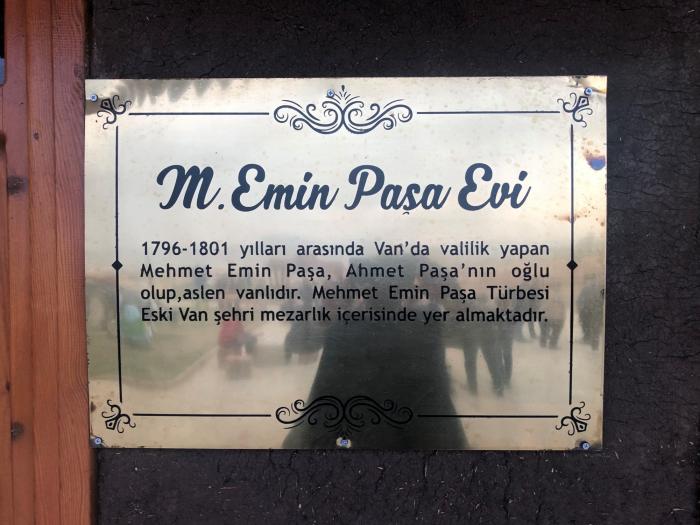 M. Emin Paşa Evi
1796-1801 yılları arasında Van'da valilik yapan
Mehmet Emin Paşa, Ahmet Paşa'nın oğlu
olup,aslen vanlıdır. Mehmet Emin Paşa Türbesi
Eski Van şehri mezarlık içerisinde yer almaktadır.